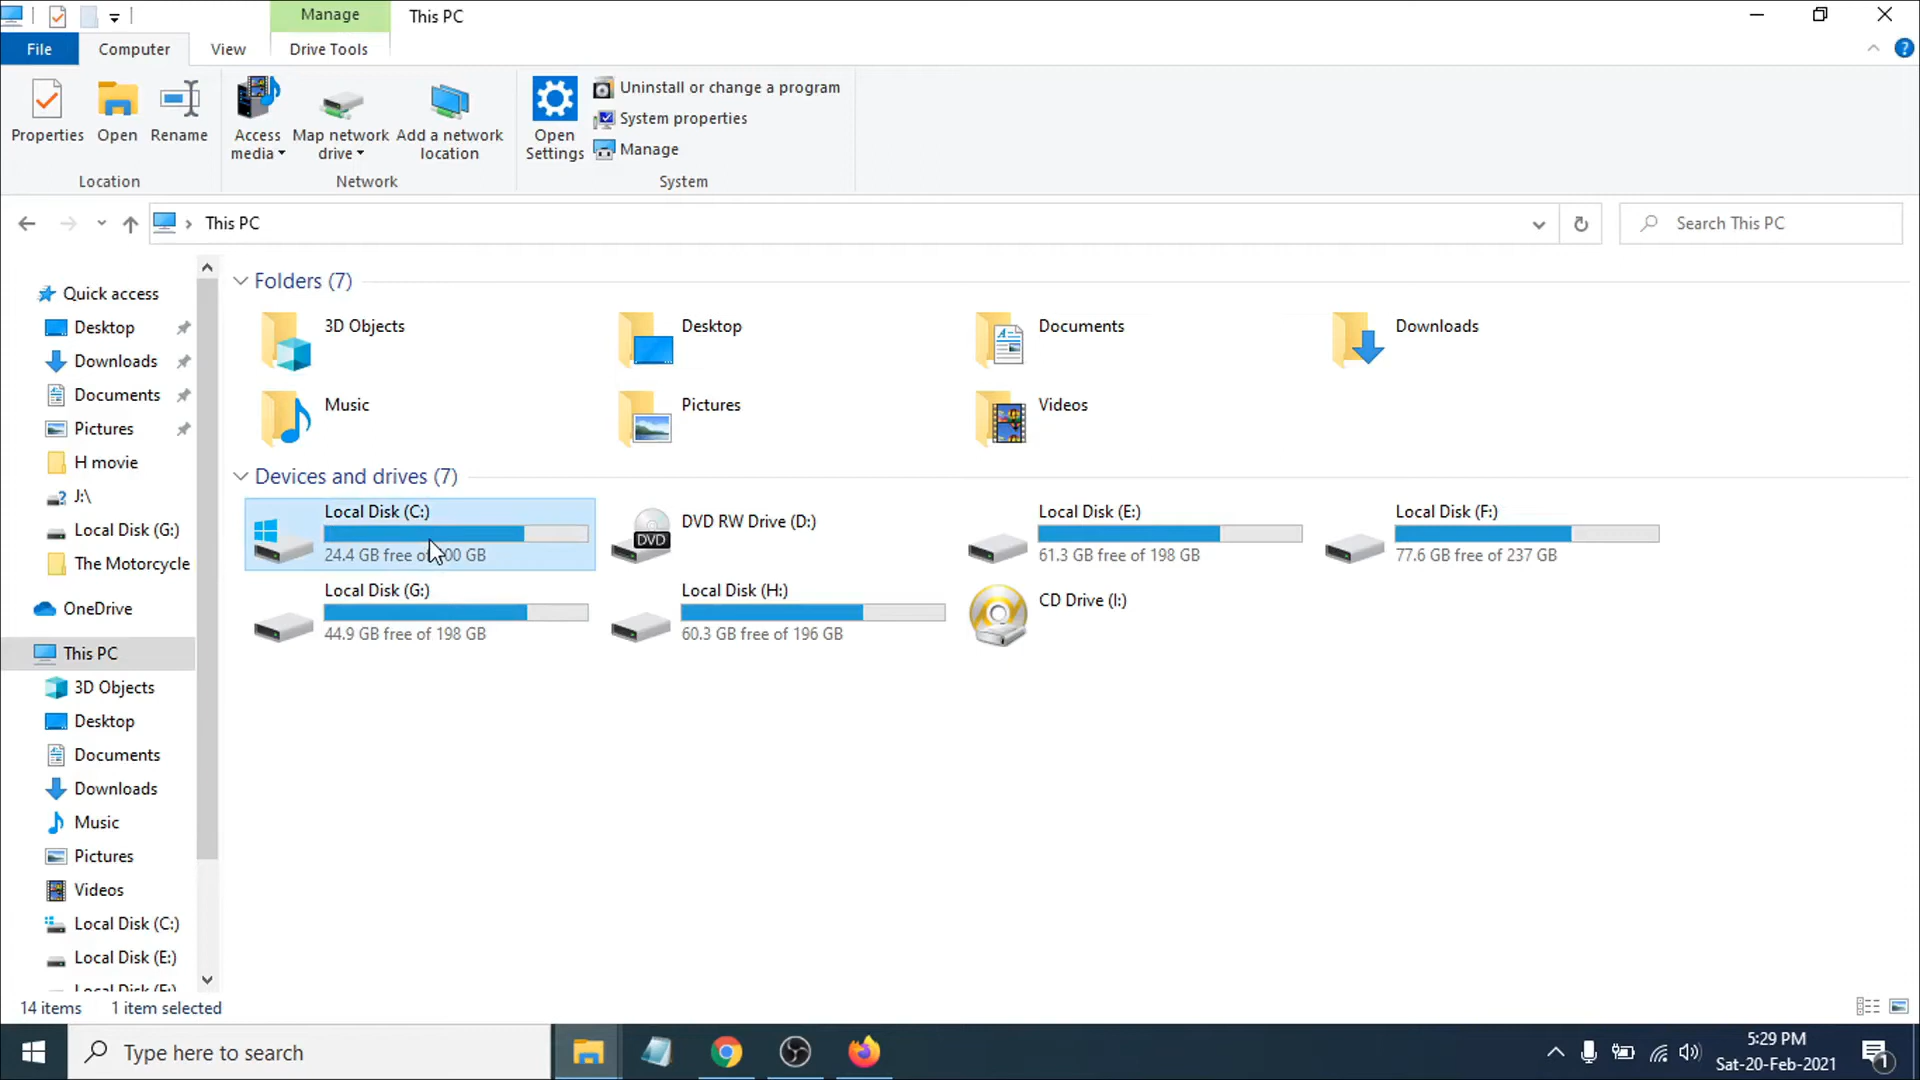 Manage
This PC
File
Computer
View
Drive Tools
Properties
Open
Rename
Access media
Map network drive
Add a network location
Open Settings
Uninstall or change a program
System properties
Manage
Location
Network
System
This PC
Search This PC
Quick access
Desktop
Downloads
Documents
Pictures
H movie
J:\
Local Disk (G:)
The Motorcycle
OneDrive
This PC
3D Objects
Desktop
Documents
Downloads
Music
Pictures
Videos
Local Disk (C:)
Local Disk (E:)
Local Disk (F:)
Folders (7)
3D Objects
Desktop
Documents
Downloads
Music
Pictures
Videos
Devices and drives (7)
Local Disk (C:)
24.4 GB free of 00 GB
DVD RW Drive (D:)
DVD
Local Disk (E:)
61.3 GB free of 198 GB
Local Disk (F:)
77.6 GB free of 237 GB
Local Disk (G:)
44.9 GB free of 198 GB
Local Disk (H:)
60.3 GB free of 196 GB
CD Drive (I:)
14 items
1 item selected
Type here to search
5:29 PM
Sat-20-Feb-2021
1